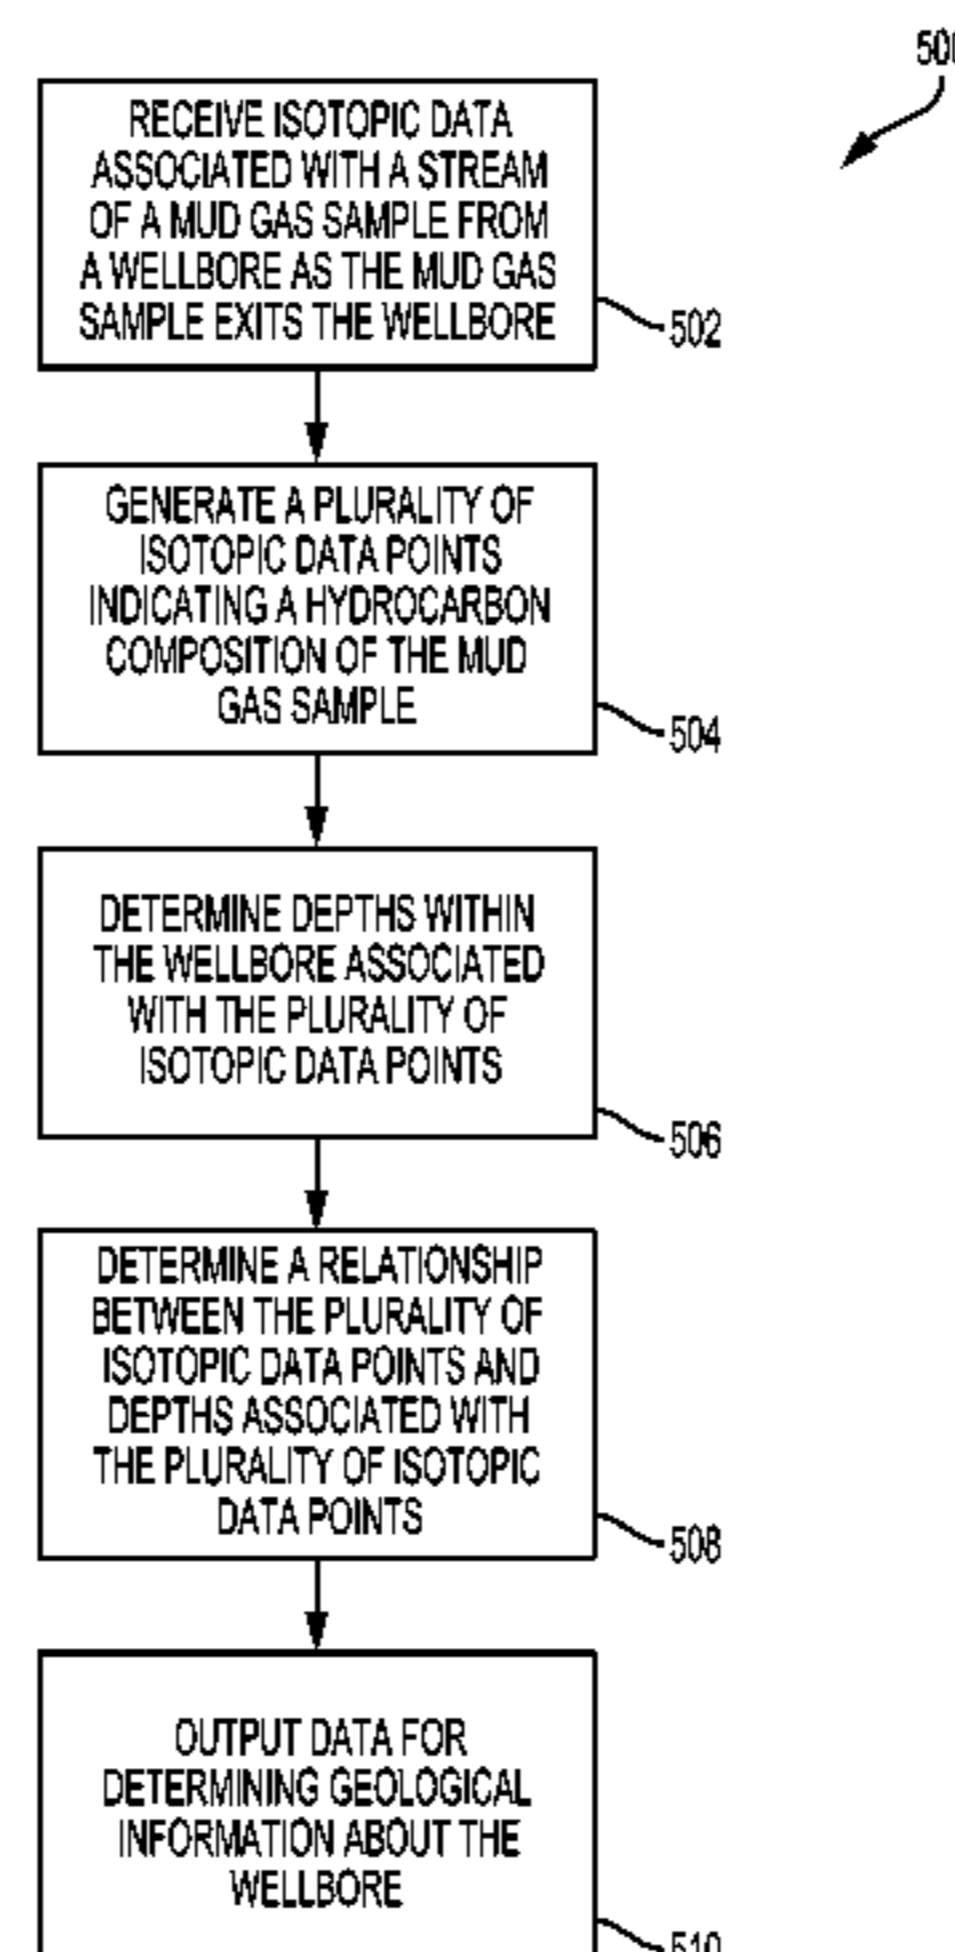 RECEIVE ISOTOPIC DATA
ASSOCIATED WITH A STREAM
OF A MUD GAS SAMPLE FROM
A WELLBORE AS THE MUD GAS
SAMPLE EXITS THE WELLBORE
502
GENERATE A PLURALITY OF
ISOTOPIC DATA POINTS
INDICATING A HYDROCARBON
COMPOSITION OF THE MUD
GAS SAMPLE
504
DETERMINE DEPTHS WITHIN
THE WELLBORE ASSOCIATED
WITH THE PLURALITY OF
ISOTOPIC DATA POINTS
506
DETERMINE A RELATIONSHIP
BETWEEN THE PLURALITY OF
ISOTOPIC DATA POINTS AND
DEPTHS ASSOCIATED WITH
THE PLURALITY OF ISOTOPIC
DATA POINTS
508
OUTPUT DATA FOR
DETERMINING GEOLOGICAL
INFORMATION ABOUT THE
WELLBORE
510